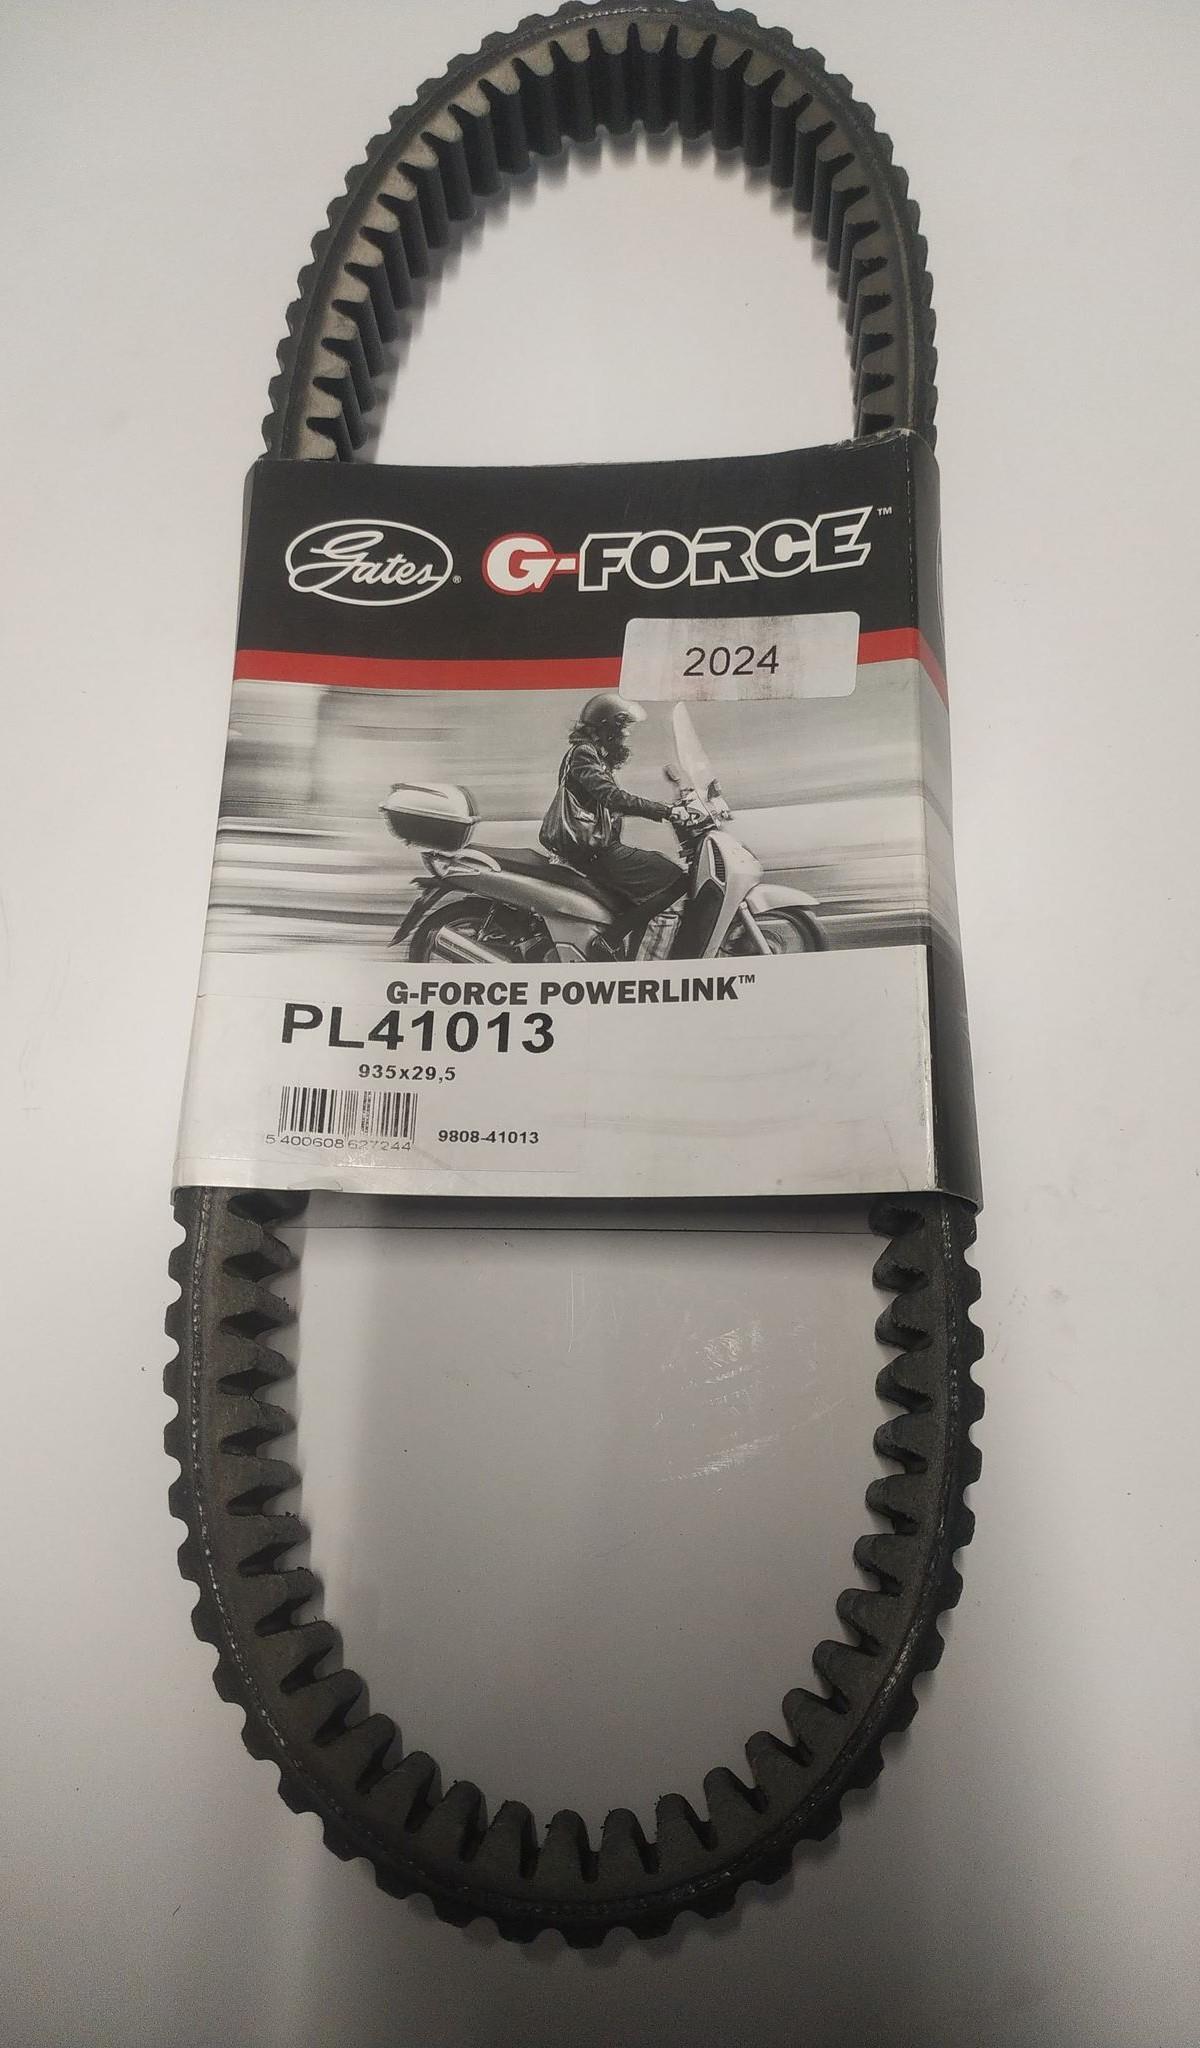 Gates®
G-FORCE™
2024
G-FORCE POWERLINK™
PL41013
935x29,5
5 400608 627244
9808-41013